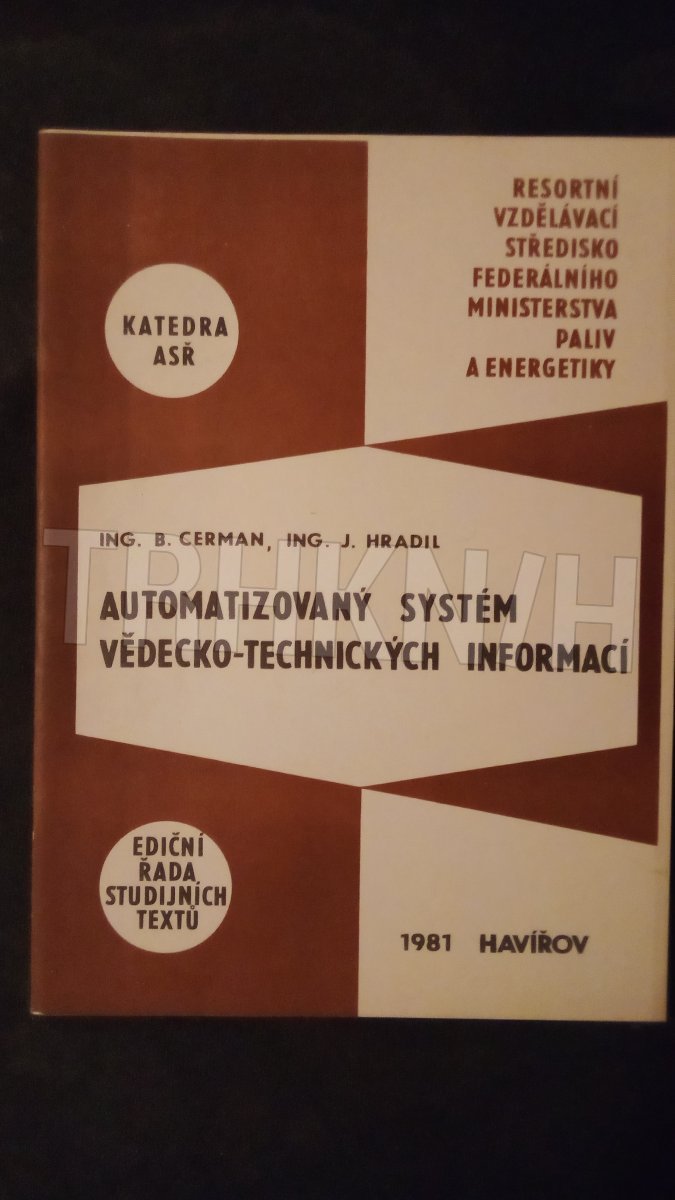 RESORTNÍ
VZDĚLÁVACÍ
STŘEDISKO
FEDERÁLNÍHO
MINISTERSTVA
PALIV
A ENERGETIKY
KATEDRA
ASŘ
ING. B. CERMAN, ING. J. HRADIL
AUTOMATIZOVANÝ SYSTÉM
VĚDECKO-TECHNICKÝCH INFORMACÍ
TRHKNIH
EDIČNÍ
ŘADA
STUDIJNÍCH
TEXTŮ
1981 HAVÍŘOV